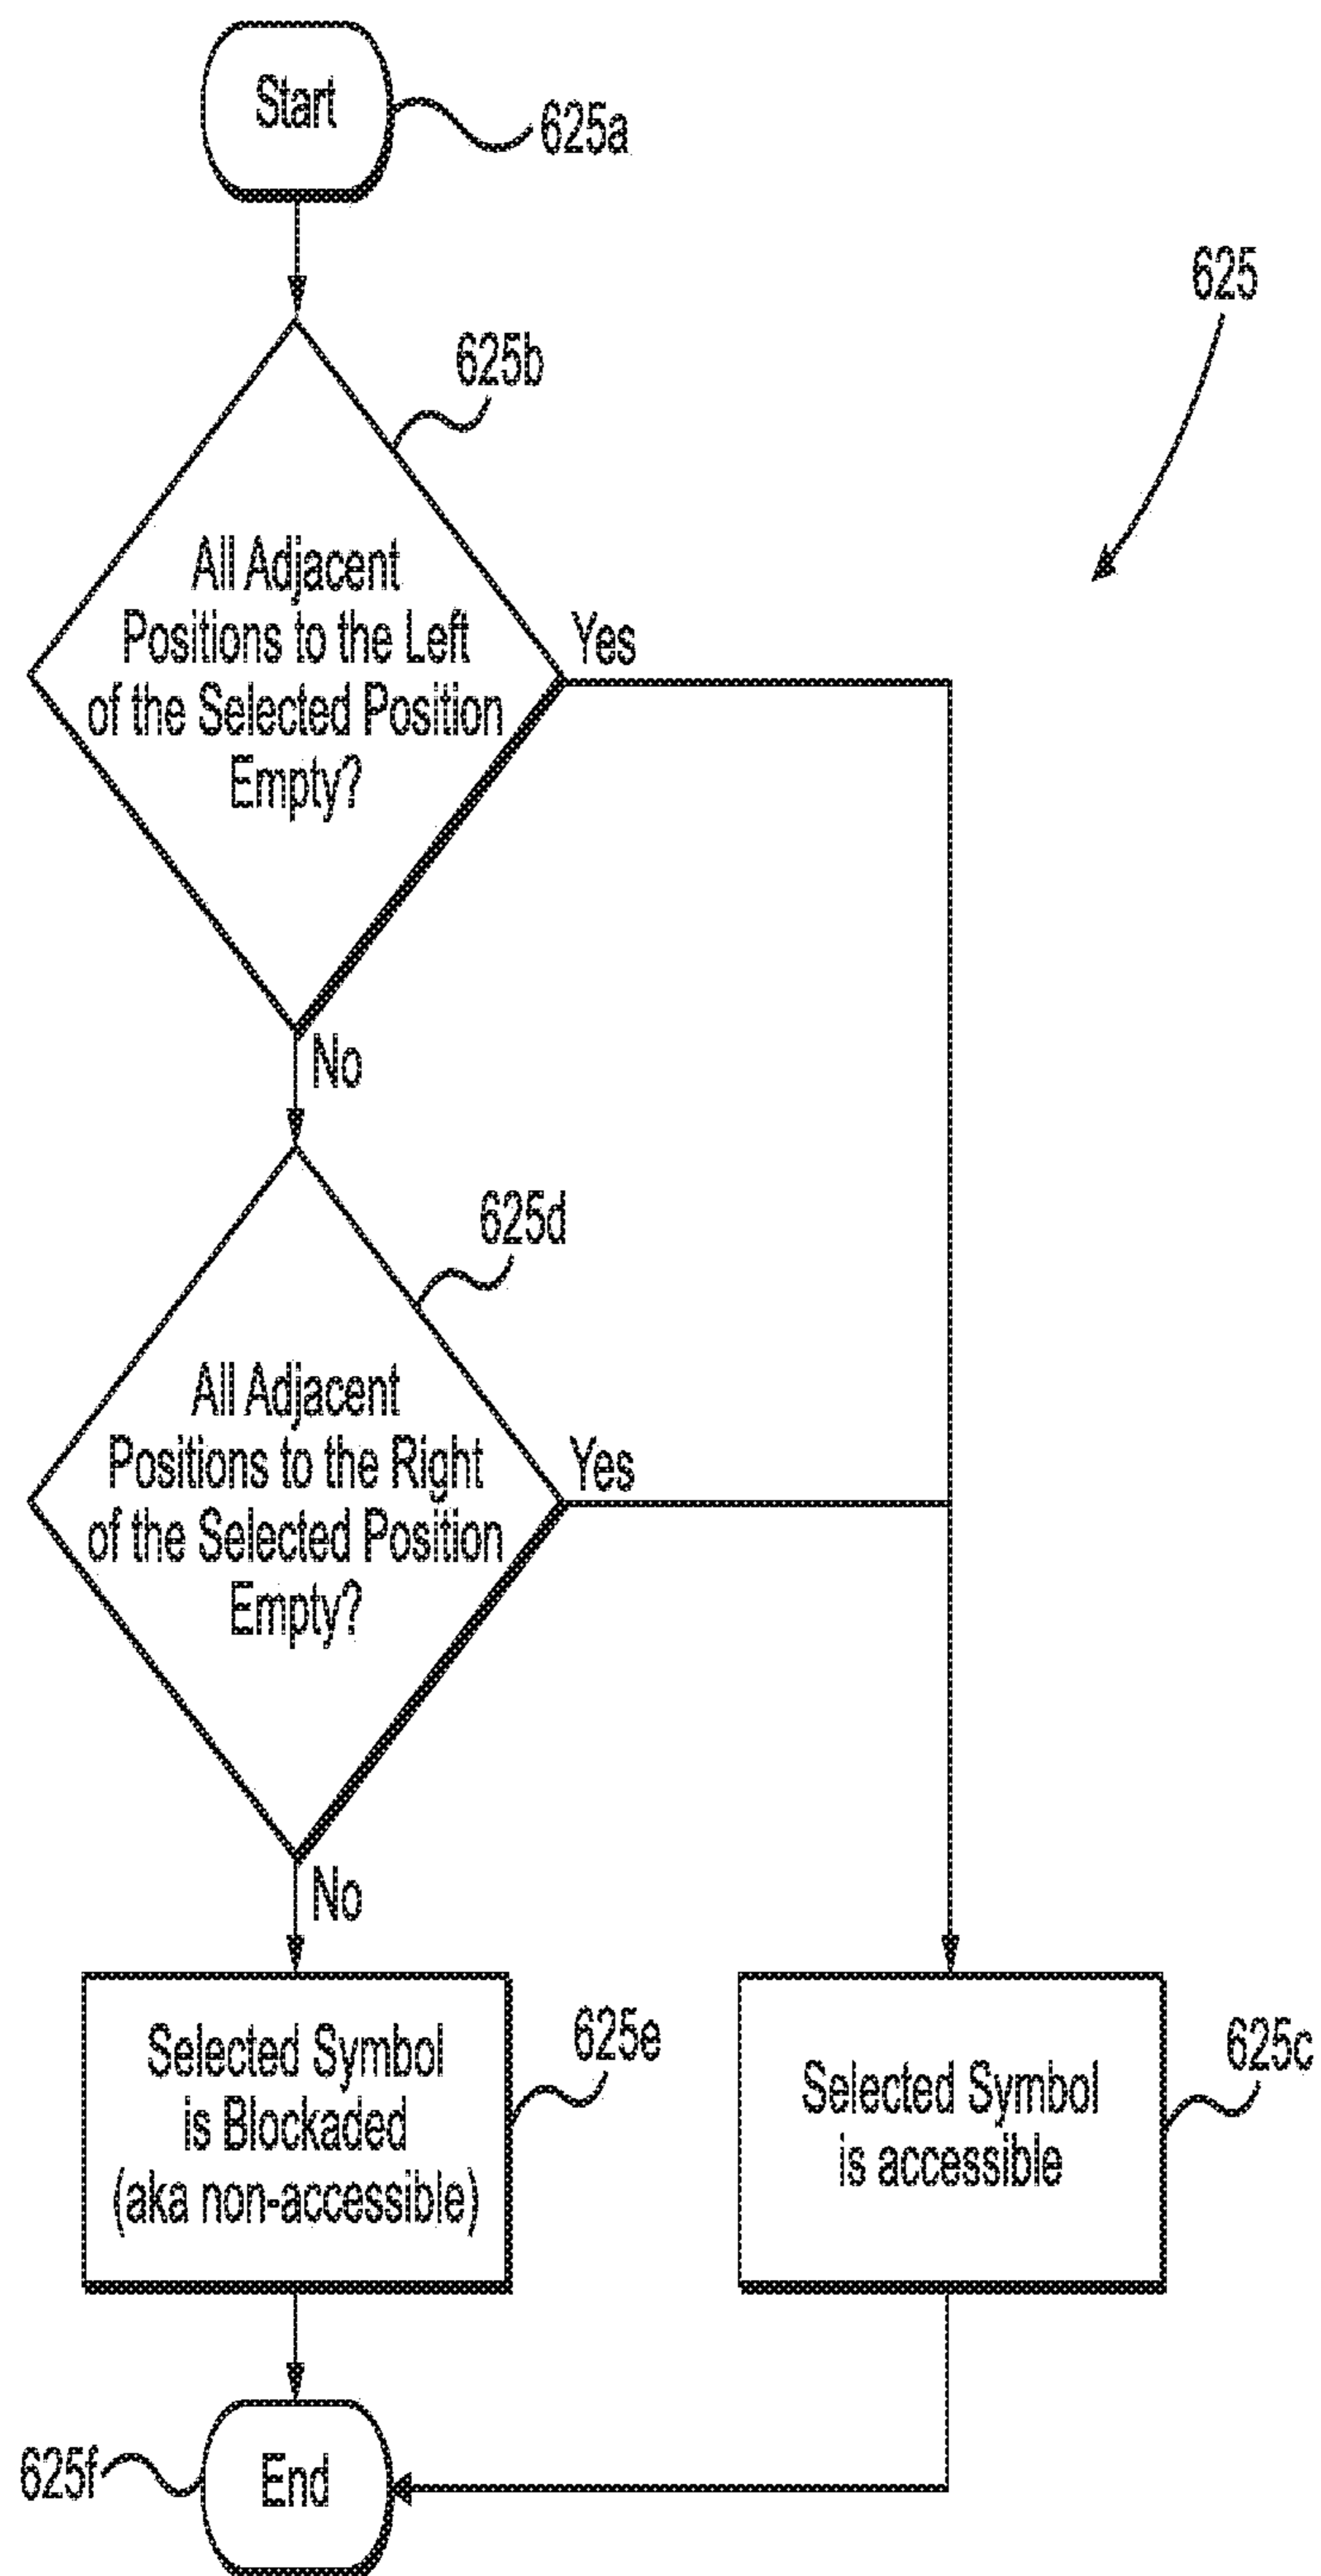 Start
625a
625
625b
All Adjacent
Positions to the Left
of the Selected Position
Empty?
Yes
No
625d
All Adjacent
Positions to the Right
of the Selected Position
Empty?
Yes
No
Selected Symbol
is Blockaded
(aka non-accessible)
625e
Selected Symbol
is accessible
625c
625f
End